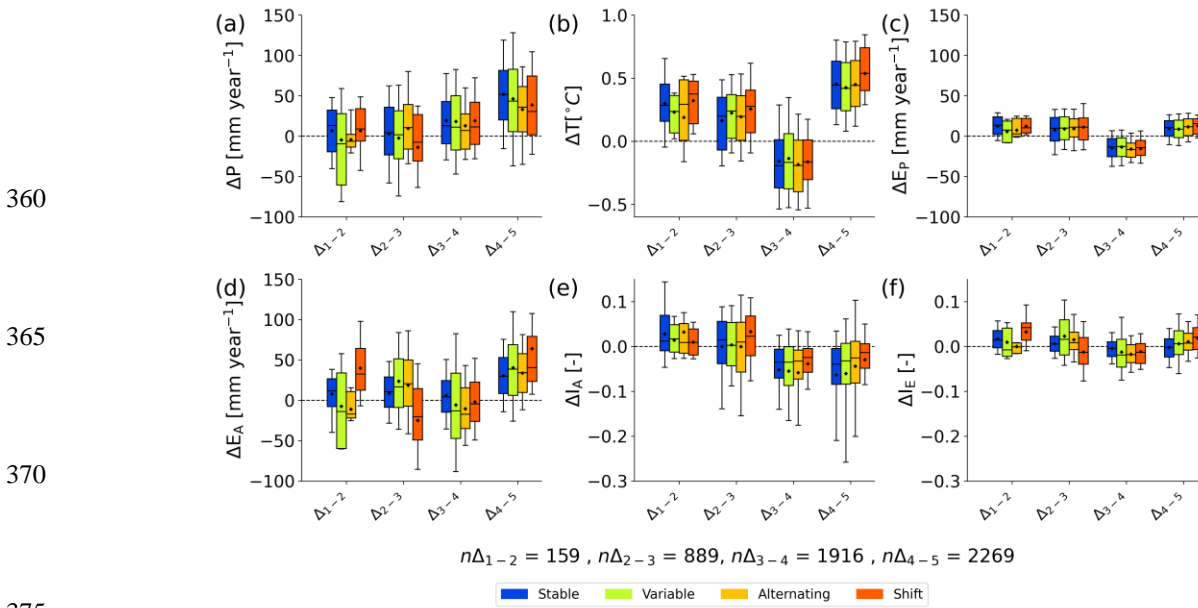 (a)
(b)
(c)
150
100
50
0
−50
−100
ΔP [mm year⁻¹]
Δ₁₋₂
Δ₂₋₃
Δ₃₋₄
Δ₄₋₅
1.0
0.5
0.0
−0.5
ΔT[°C]
Δ₁₋₂
Δ₂₋₃
Δ₃₋₄
Δ₄₋₅
150
100
50
0
−50
−100
ΔE_P [mm year⁻¹]
Δ₁₋₂
Δ₂₋₃
Δ₃₋₄
Δ₄₋₅
360
(d)
(e)
(f)
150
100
50
0
−50
−100
ΔE_A [mm year⁻¹]
Δ₁₋₂
Δ₂₋₃
Δ₃₋₄
Δ₄₋₅
0.1
0.0
−0.1
−0.2
−0.3
ΔI_A [-]
Δ₁₋₂
Δ₂₋₃
Δ₃₋₄
Δ₄₋₅
0.1
0.0
−0.1
−0.2
−0.3
ΔI_E [-]
Δ₁₋₂
Δ₂₋₃
Δ₃₋₄
Δ₄₋₅
365
370
nΔ₁₋₂ = 159 , nΔ₂₋₃ = 889, nΔ₃₋₄ = 1916 , nΔ₄₋₅ = 2269
Stable Variable Alternating Shift